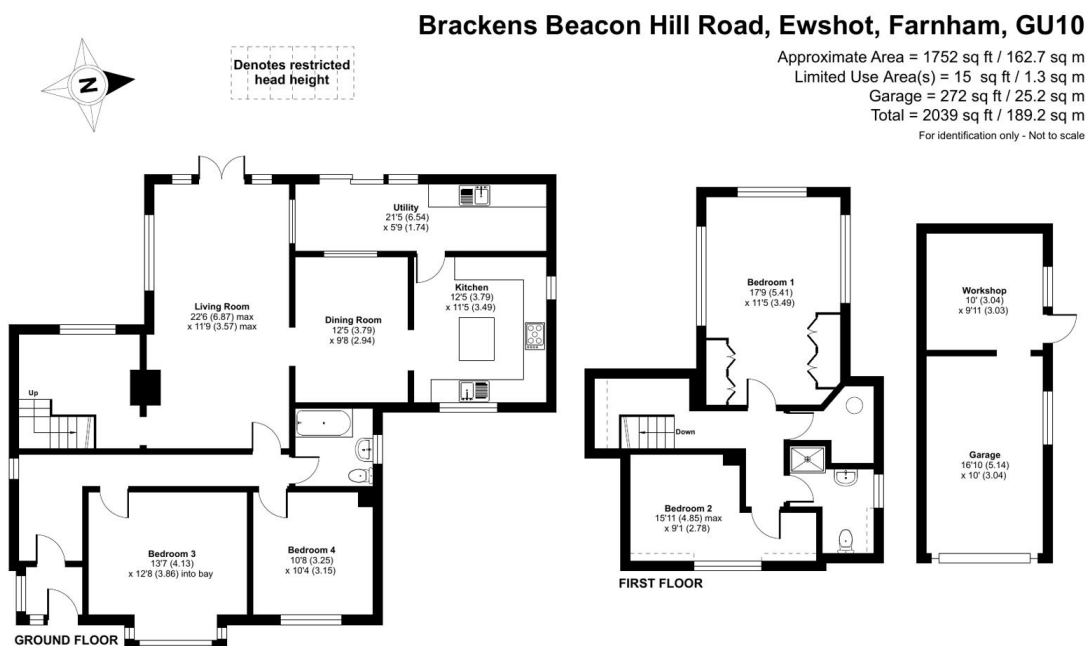 Brackens Beacon Hill Road, Ewshot, Farnham, GU10
Approximate Area = 1752 sq ft / 162.7 sq m
Limited Use Area(s) = 15 sq ft / 1.3 sq m
Garage = 272 sq ft / 25.2 sq m
Total = 2039 sq ft / 189.2 sq m
For identification only - Not to scale
N
Denotes restricted
head height
Utility
21'5 (6.54)
x 5'9 (1.74)
Living Room
22'6 (6.87) max
x 11'9 (3.57) max
Dining Room
12'5 (3.79)
x 9'8 (2.94)
Kitchen
12'5 (3.79)
x 11'5 (3.49)
Up
Bedroom 3
13'7 (4.13)
x 12'8 (3.86) into bay
Bedroom 4
10'8 (3.25)
x 10'4 (3.15)
GROUND FLOOR
Bedroom 1
17'9 (5.41)
x 11'5 (3.49)
Down
Bedroom 2
15'11 (4.85) max
x 9'1 (2.78)
FIRST FLOOR
Workshop
10' (3.04)
x 9'11 (3.03)
Garage
16'10 (5.14)
x 10' (3.04)